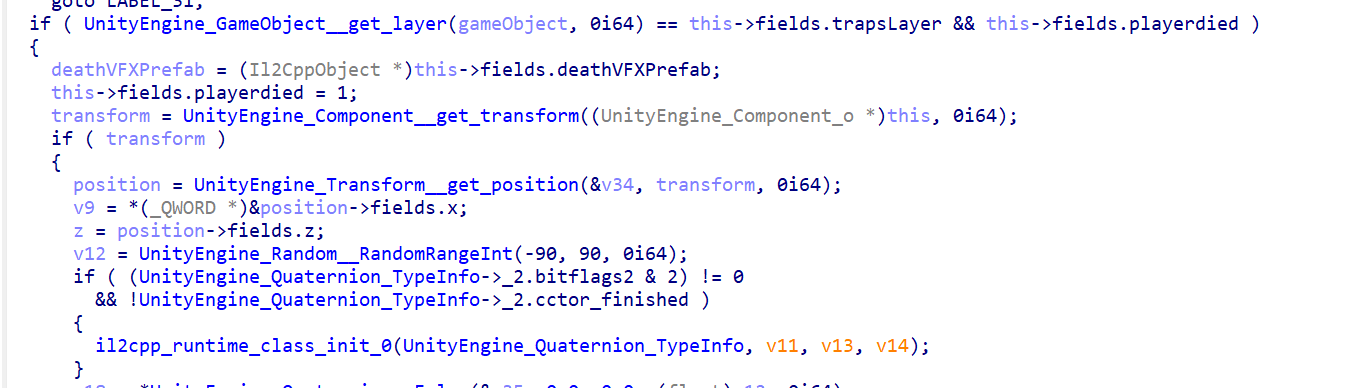 goto LABEL_31;
if ( UnityEngine_GameObject__get_layer(gameObject, 0i64) == this->fields.trapsLayer && this->fields.playerdied )
{
deathVFXPrefab = (Il2CppObject *)this->fields.deathVFXPrefab;
this->fields.playerdied = 1;
transform = UnityEngine_Component__get_transform((UnityEngine_Component_o *)this, 0i64);
if ( transform )
{
position = UnityEngine_Transform__get_position(&v34, transform, 0i64);
v9 = *(_QWORD *)&position->fields.x;
z = position->fields.z;
v12 = UnityEngine_Random__RandomRangeInt(-90, 90, 0i64);
if ( (UnityEngine_Quaternion_TypeInfo->_2.bitflags2 & 2) != 0
&& !UnityEngine_Quaternion_TypeInfo->_2.cctor_finished )
{
il2cpp_runtime_class_init_0(UnityEngine_Quaternion_TypeInfo, v11, v13, v14);
}